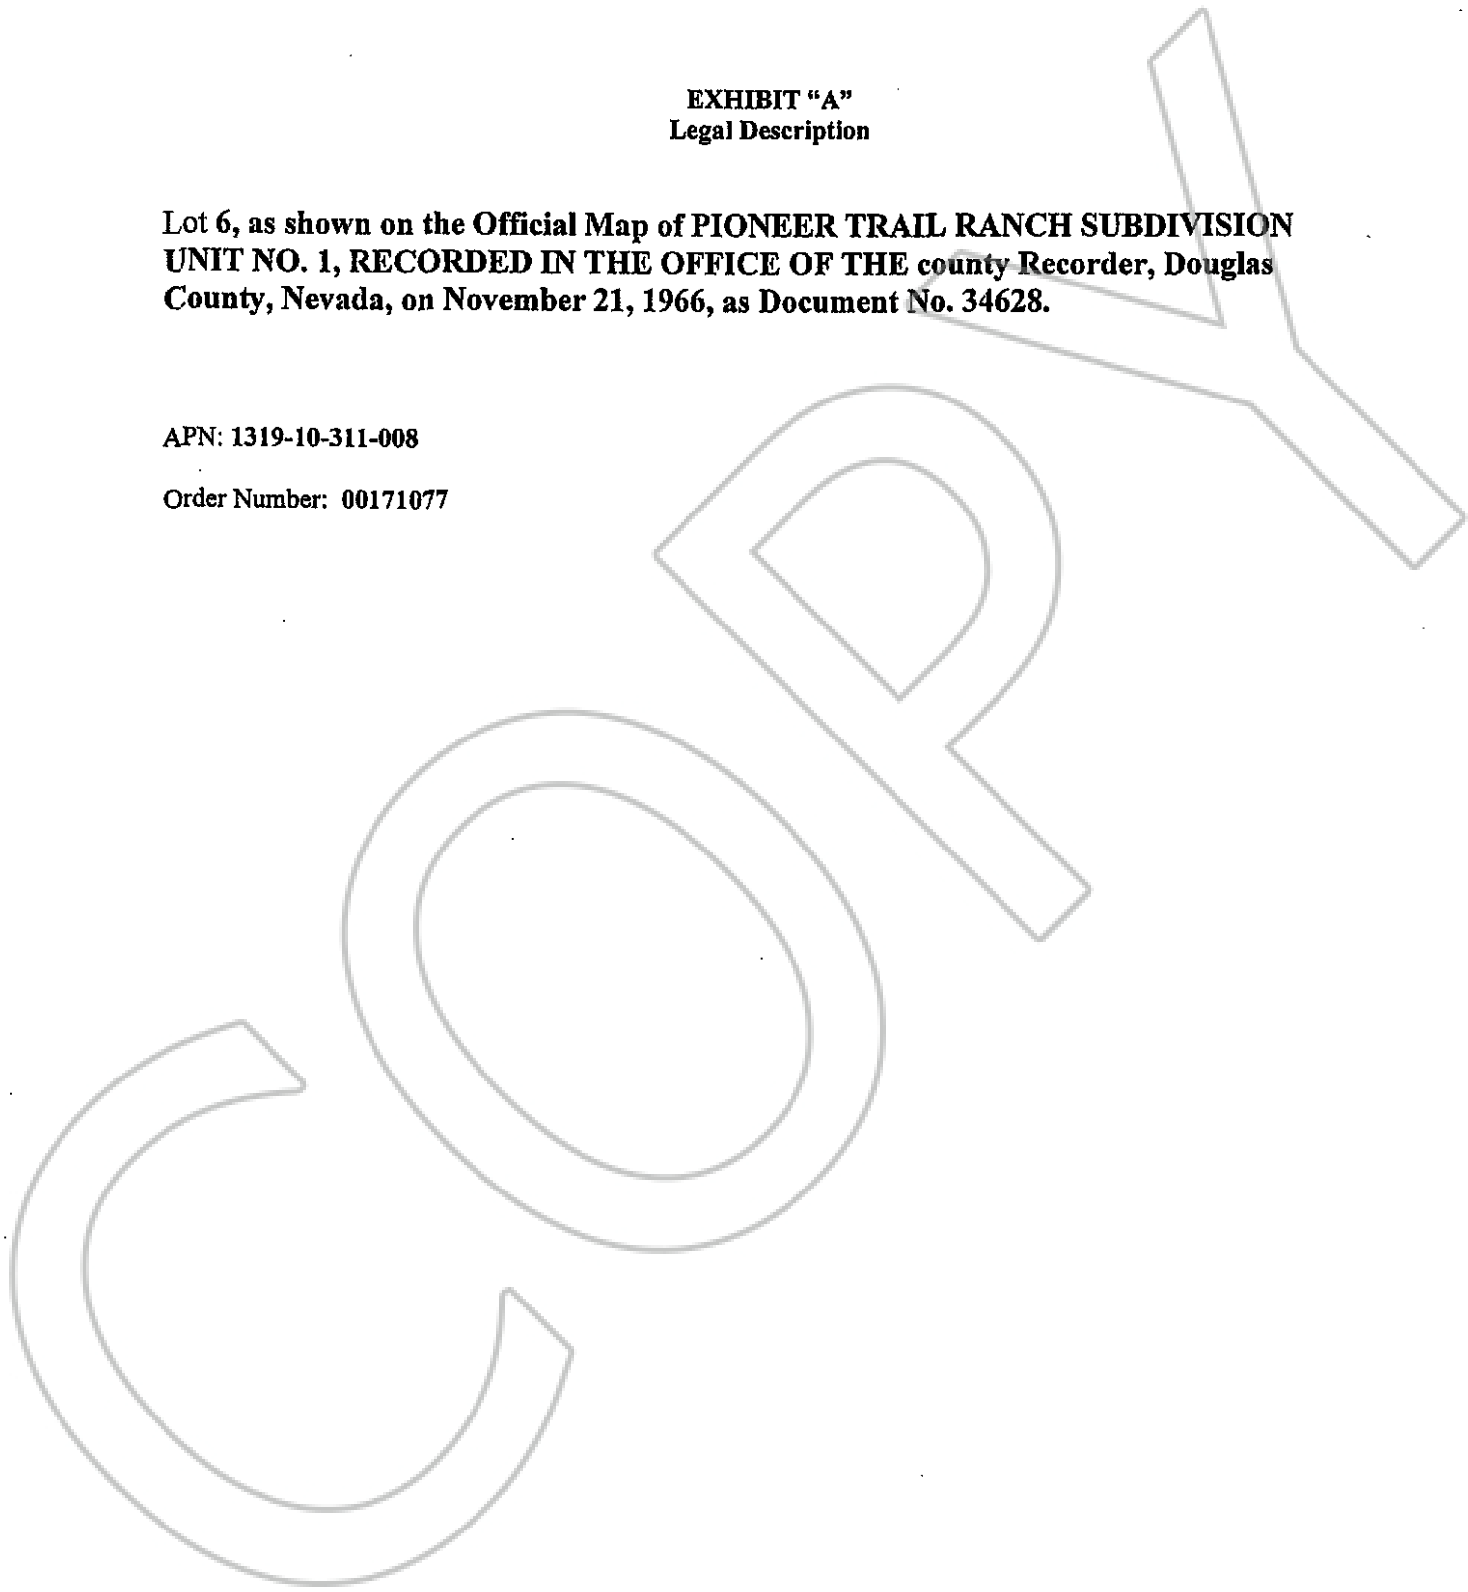 EXHIBIT “A”
Legal Description
Lot 6, as shown on the Official Map of PIONEER TRAIL RANCH SUBDIVISION
UNIT NO. 1, RECORDED IN THE OFFICE OF THE county Recorder, Douglas
County, Nevada, on November 21, 1966, as Document No. 34628.
APN: 1319-10-311-008
Order Number: 00171077
COPY